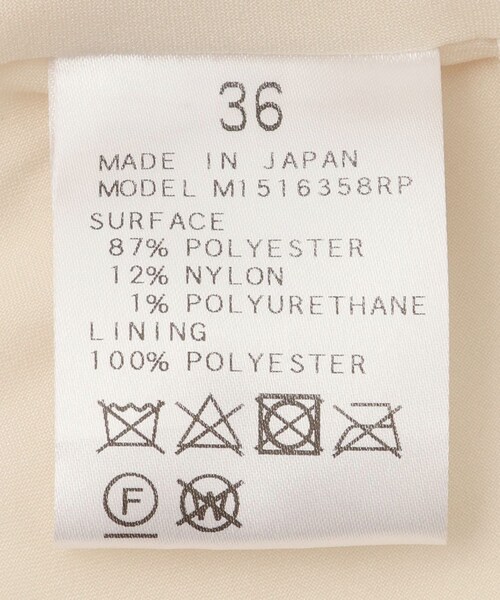 36
MADE IN JAPAN
MODEL M1516358RP
SURFACE
87% POLYESTER
12% NYLON
1% POLYURETHANE
LINING
100% POLYESTER
F W